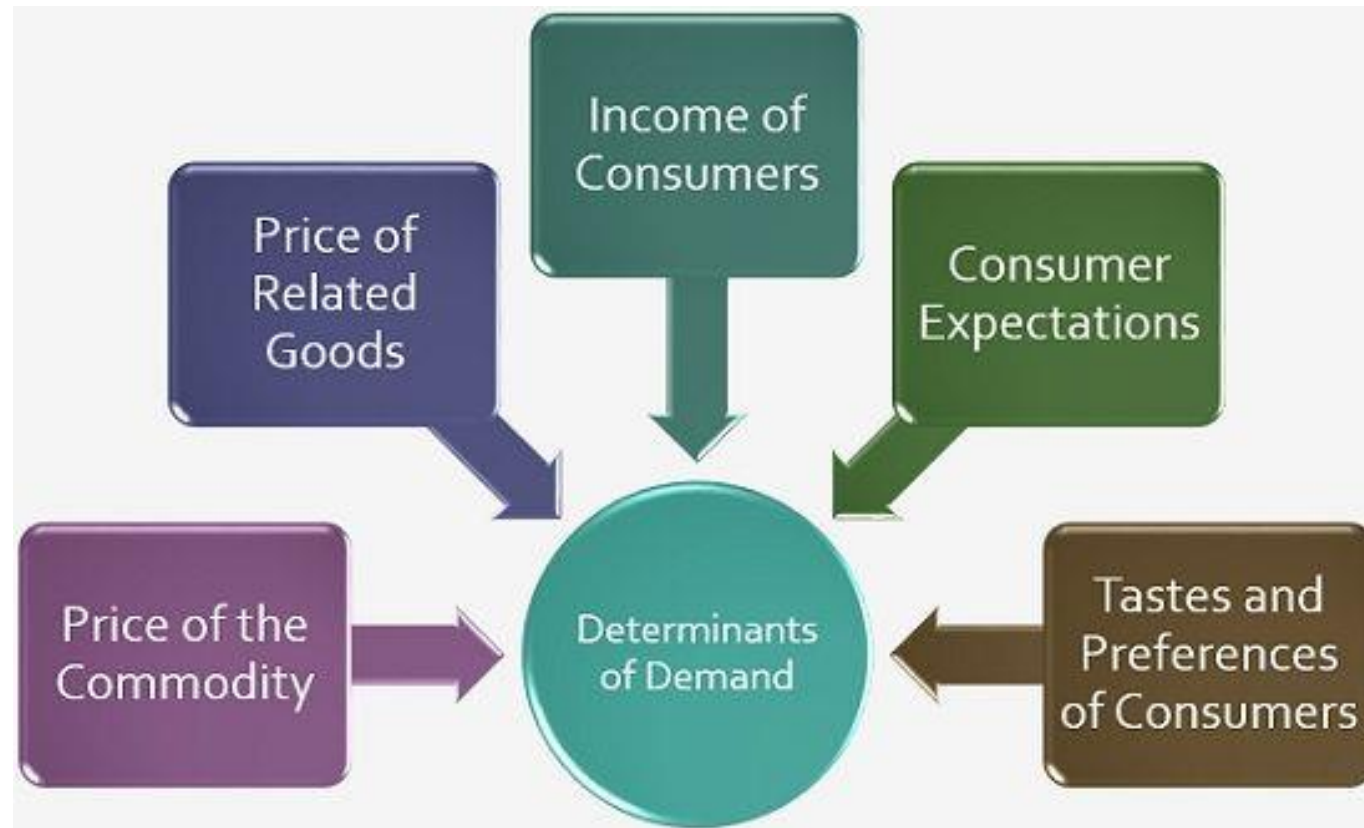 Income of
Consumers
Price of
Related
Goods
Consumer
Expectations
Price of the
Commodity
Determinants
of Demand
Tastes and
Preferences
of Consumers